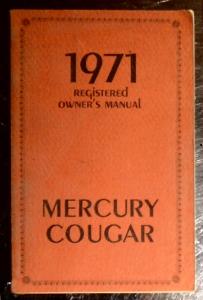 1971
REGISTERED
OWNER'S MANUAL
MERCURY
COUGAR